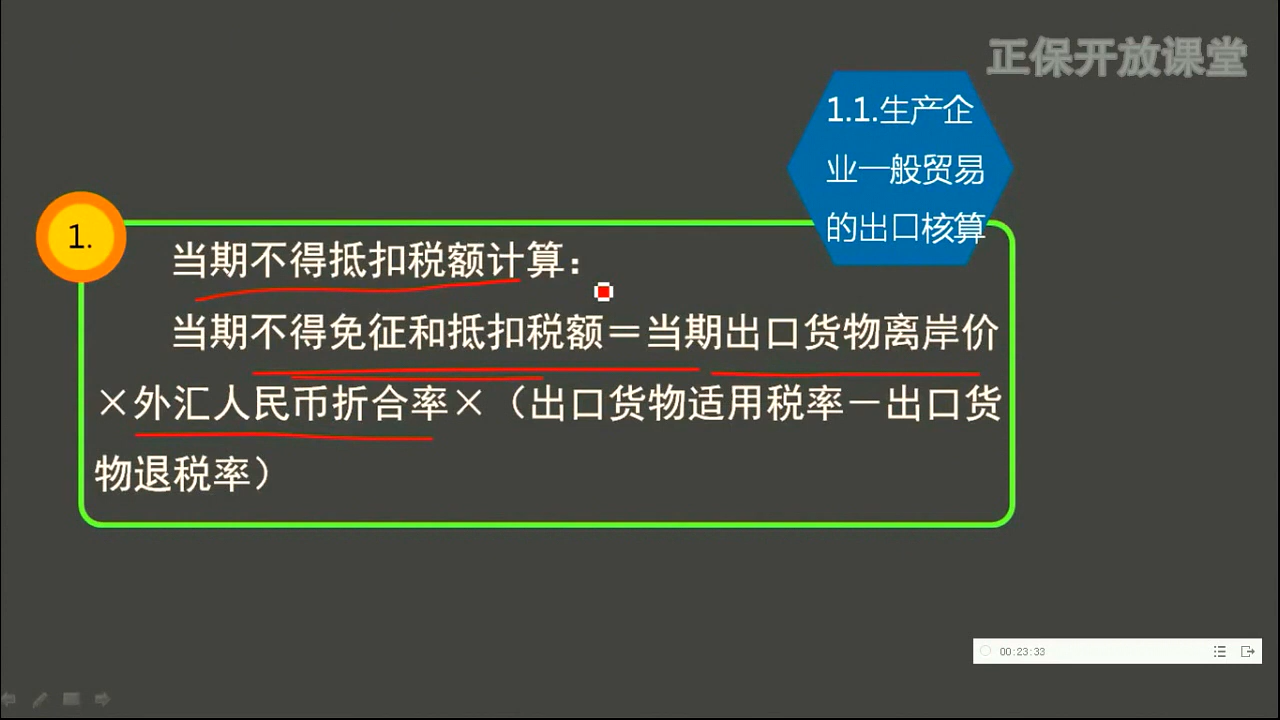 正保开放课堂
1.1.生产企
业一般贸易
的出口核算
1.
当期不得抵扣税额计算：
当期不得免征和抵扣税额＝当期出口货物离岸价
×外汇人民币折合率×（出口货物适用税率－出口货
物退税率）
00:23:33